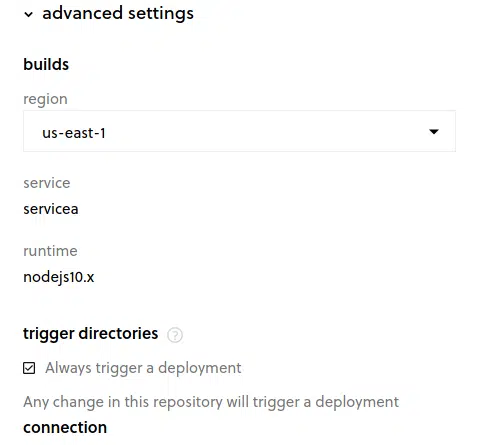 advanced settings
builds
region
us-east-1
service
servicea
runtime
nodejs10.x
trigger directories ?
Always trigger a deployment
Any change in this repository will trigger a deployment
connection